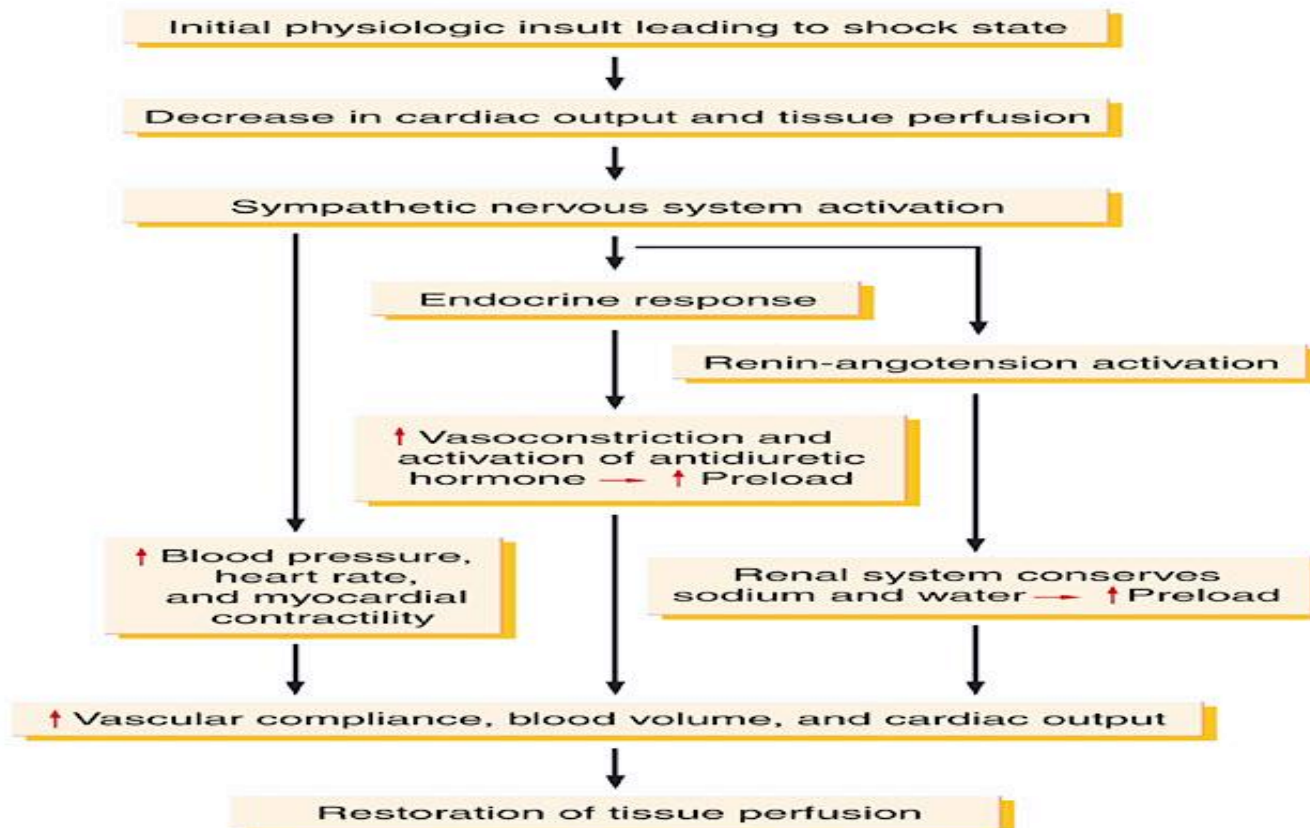 Initial physiologic insult leading to shock state
Decrease in cardiac output and tissue perfusion
Sympathetic nervous system activation
Endocrine response
Renin-angotension activation
↑ Vasoconstriction and
activation of antidiuretic
hormone → ↑ Preload
↑ Blood pressure,
heart rate,
and myocardial
contractility
Renal system conserves
sodium and water → ↑ Preload
↑ Vascular compliance, blood volume, and cardiac output
Restoration of tissue perfusion